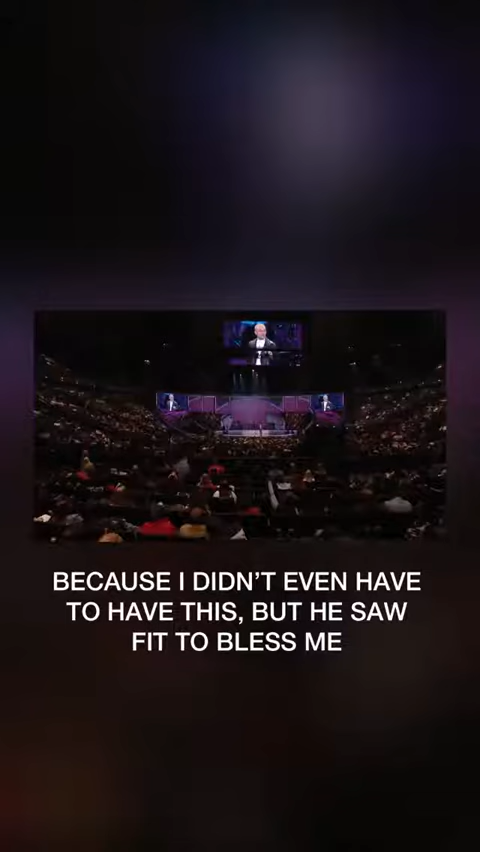 BECAUSE I DIDN’T EVEN HAVE
TO HAVE THIS, BUT HE SAW
FIT TO BLESS ME